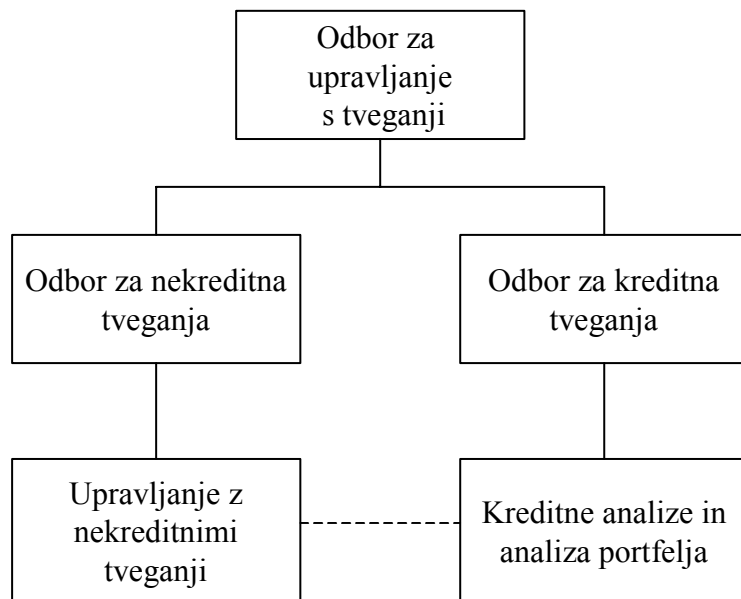 Odbor za
upravljanje
s tveganji
Odbor za nekreditna
tveganja
Odbor za kreditna
tveganja
Upravljanje z
nekreditnimi
tveganji
Kreditne analize in
analiza portfelja